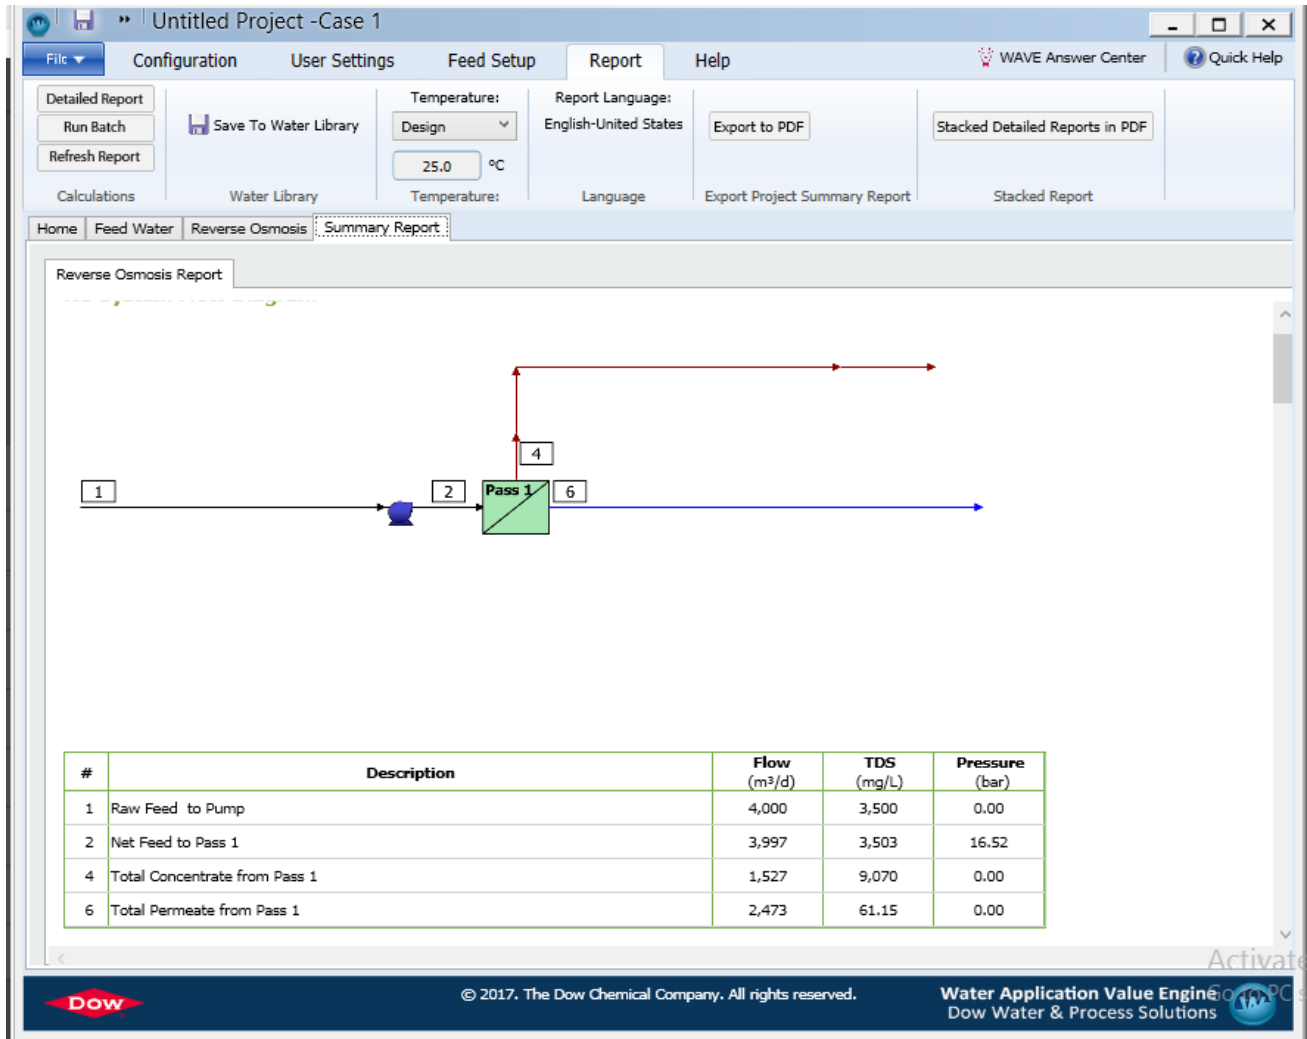 Untitled Project -Case 1
File Configuration User Settings Feed Setup Report Help WAVE Answer Center Quick Help
Detailed Report
Run Batch
Refresh Report
Calculations
Save To Water Library
Water Library
Temperature:
Design
25.0 ºC
Temperature:
Report Language:
English-United States
Language
Export to PDF
Export Project Summary Report
Stacked Detailed Reports in PDF
Stacked Report
Home Feed Water Reverse Osmosis Summary Report
Reverse Osmosis Report
4
1 2 Pass 1 6
# Description Flow (m³/d) TDS (mg/L) Pressure (bar)
1 Raw Feed to Pump 4,000 3,500 0.00
2 Net Feed to Pass 1 3,997 3,503 16.52
4 Total Concentrate from Pass 1 1,527 9,070 0.00
6 Total Permeate from Pass 1 2,473 61.15 0.00
Activate
DOW © 2017. The Dow Chemical Company. All rights reserved. Water Application Value Engine
Dow Water & Process Solutions